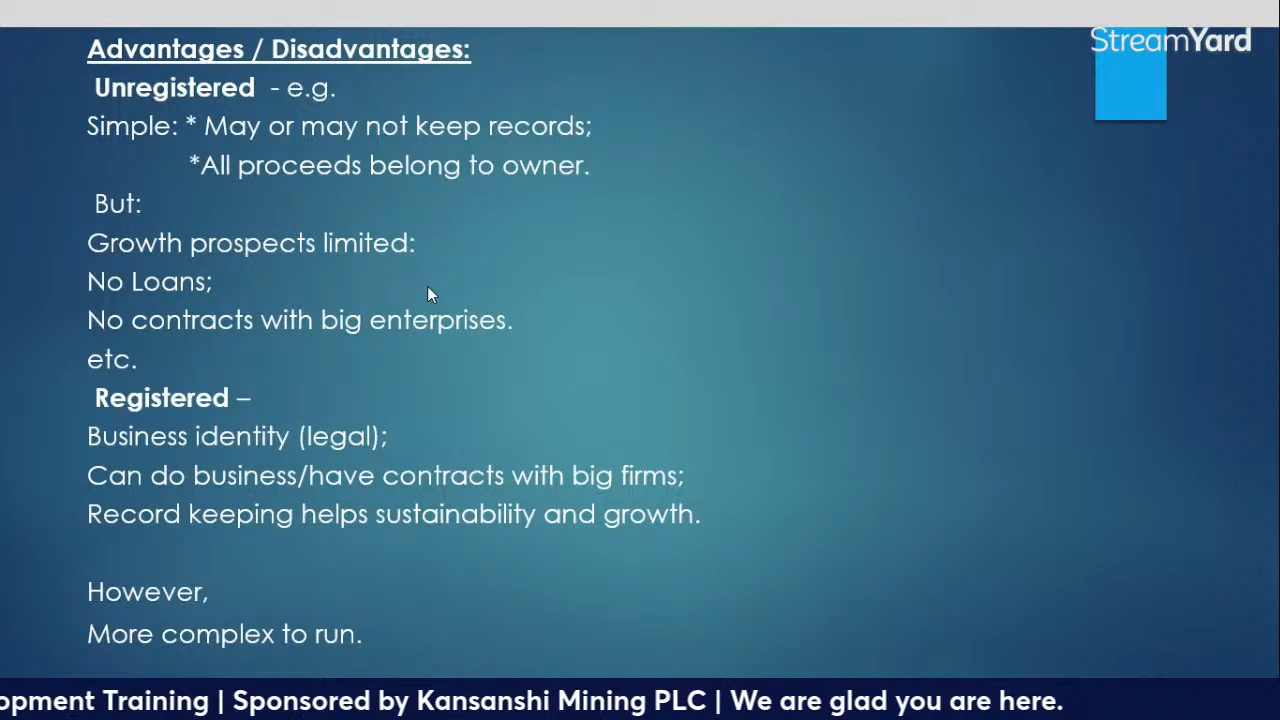 StreamYard
Advantages / Disadvantages:
Unregistered - e.g.
Simple: * May or may not keep records;
*All proceeds belong to owner.
But:
Growth prospects limited:
No Loans;
No contracts with big enterprises.
etc.
Registered –
Business identity (legal);
Can do business/have contracts with big firms;
Record keeping helps sustainability and growth.
However,
More complex to run.
opment Training | Sponsored by Kansanshi Mining PLC | We are glad you are here.